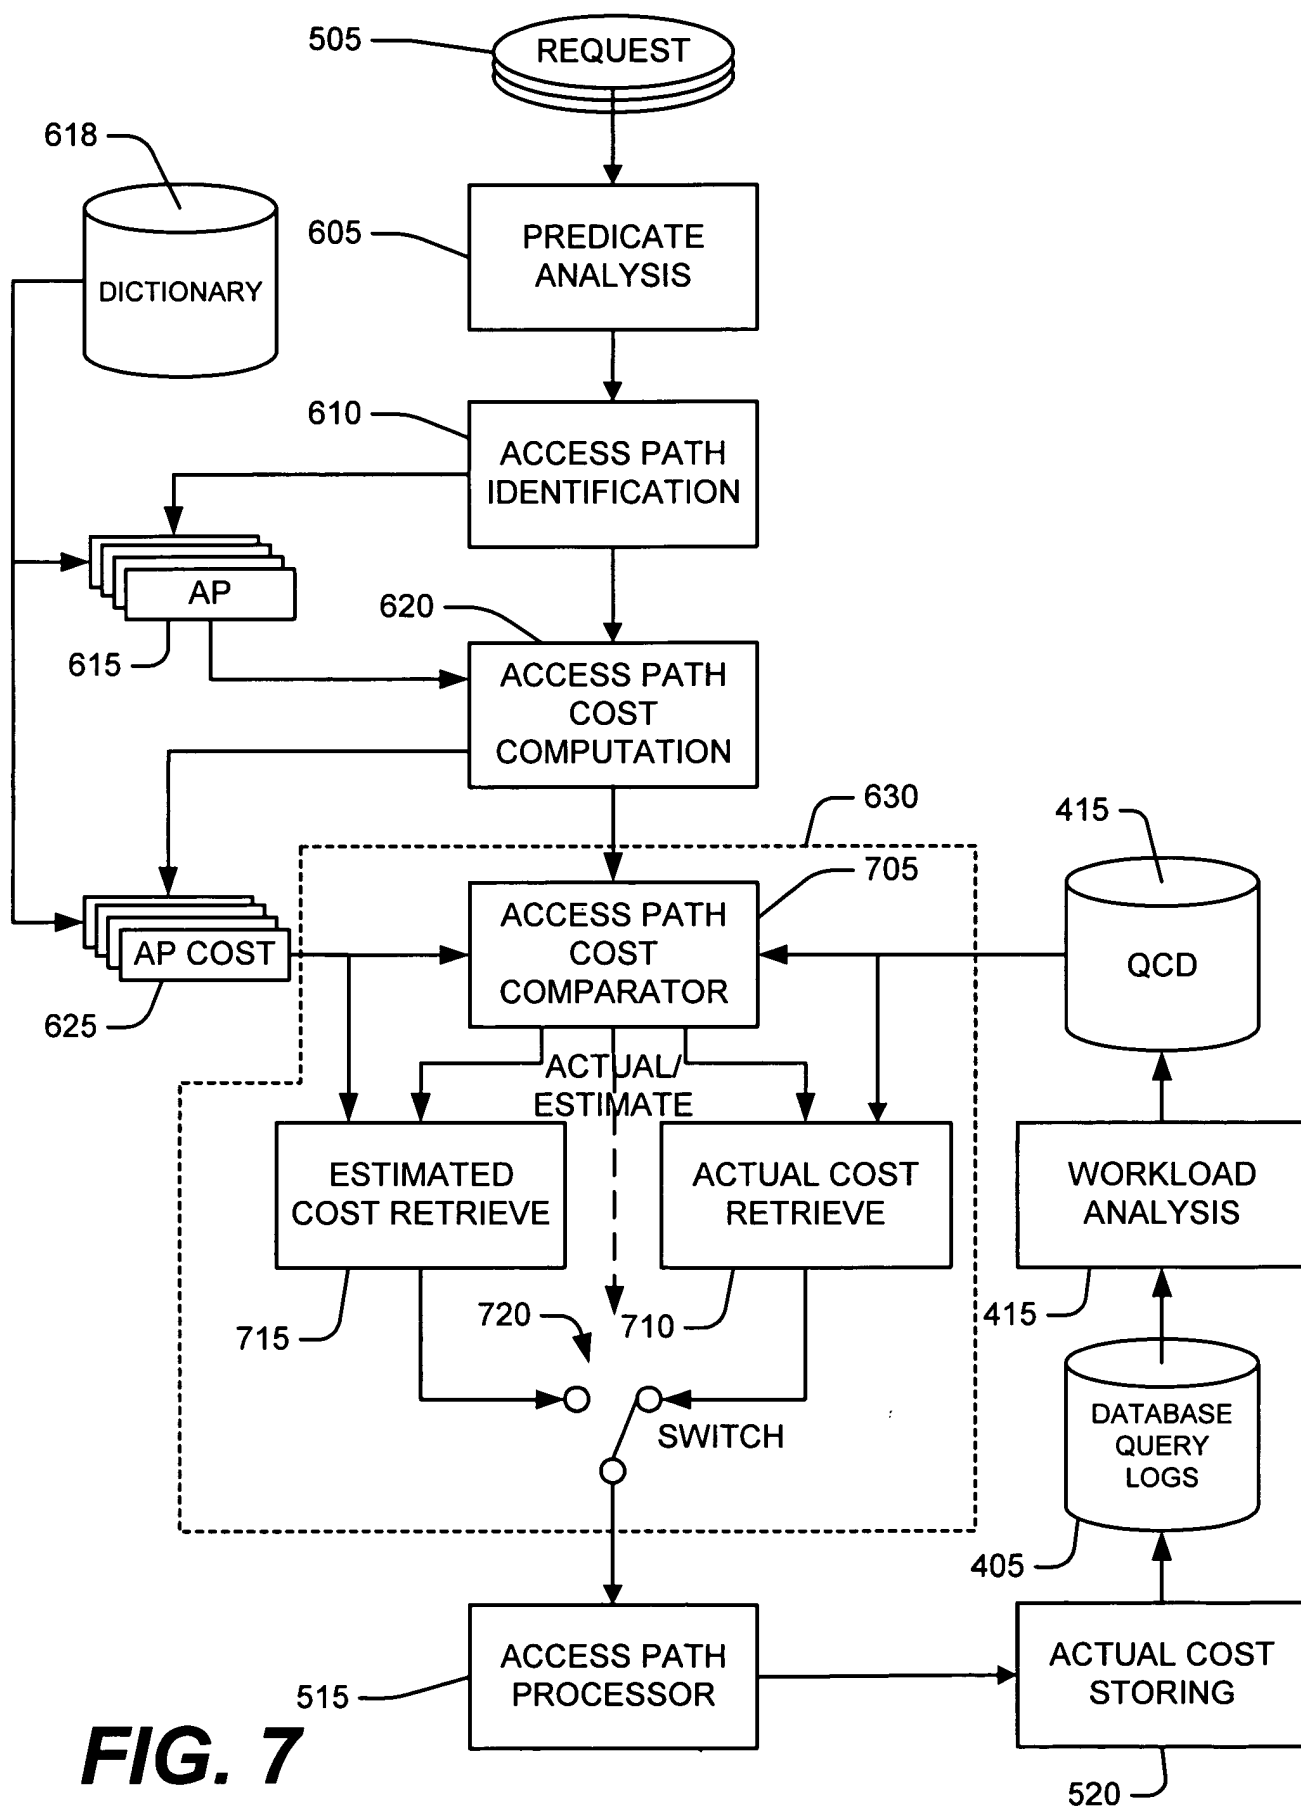 505
REQUEST
618
605
PREDICATE
ANALYSIS
DICTIONARY
610
ACCESS PATH
IDENTIFICATION
AP
615
620
ACCESS PATH
COST
COMPUTATION
630
415
705
ACCESS PATH
COST
COMPARATOR
AP COST
625
QCD
ACTUAL/
ESTIMATE
ESTIMATED
COST RETRIEVE
ACTUAL COST
RETRIEVE
WORKLOAD
ANALYSIS
715
720
710
415
SWITCH
DATABASE
QUERY
LOGS
405
ACCESS PATH
PROCESSOR
515
ACTUAL COST
STORING
520
FIG. 7